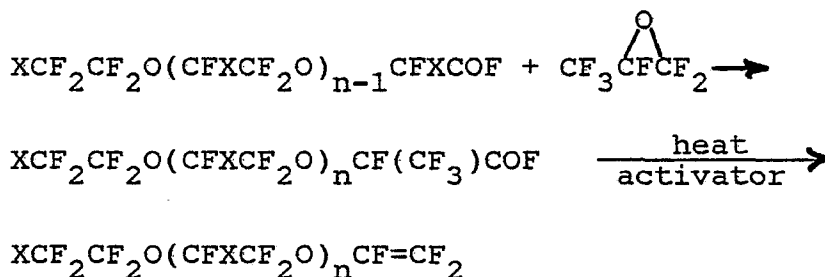 O
XCF₂CF₂O(CFXCF₂O)ₙ₋₁CFXCOF + CF₃CFCF₂
XCF₂CF₂O(CFXCF₂O)ₙCF(CF₃)COF heat activator
XCF₂CF₂O(CFXCF₂O)ₙCF=CF₂